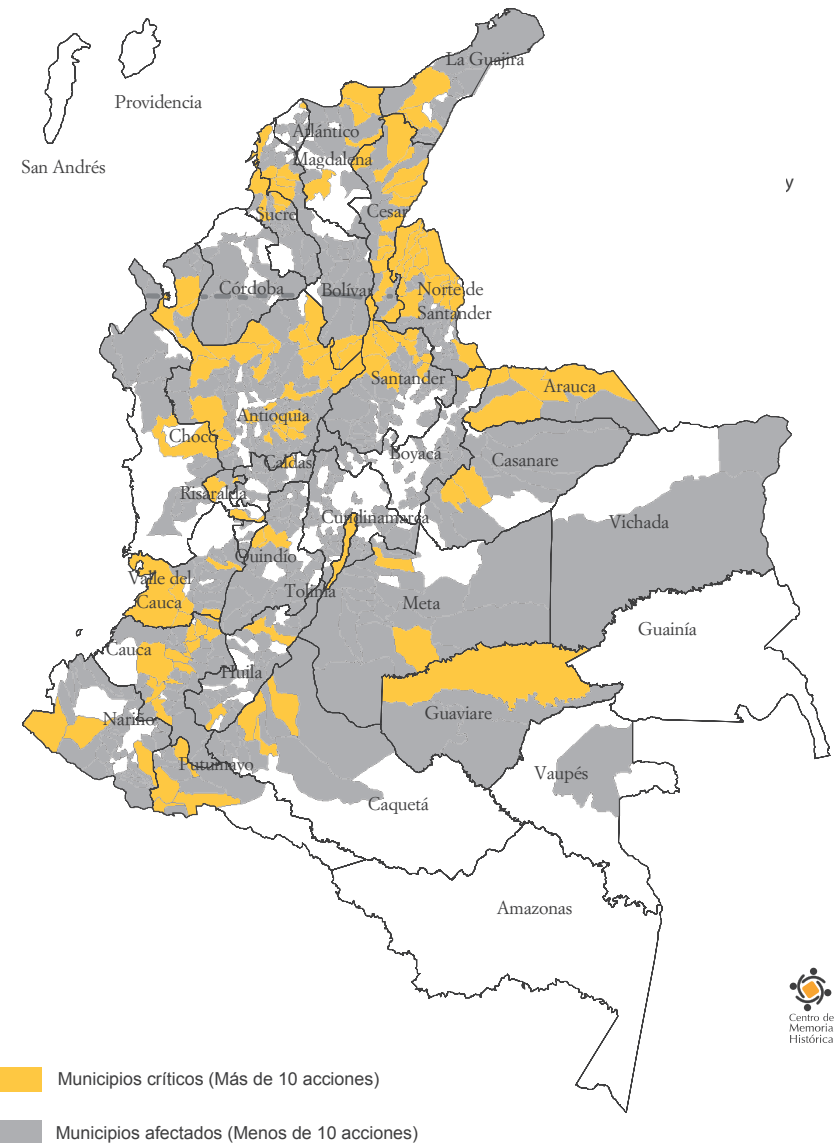 La Guajira
Providencia
Atlántico
Magdalena
San Andrés
y
Sucre
Cesar
Córdoba
Bolívar
Norte de
Santander
Santander
Arauca
Antioquia
Chocó
Boyacá
Caldas
Casanare
Risaralda
Cundinamarca
Vichada
Quindío
Valle del
Cauca
Tolima
Meta
Guainía
Cauca
Huila
Nariño
Guaviare
Putumayo
Vaupés
Caquetá
Amazonas
Centro de
Memoria
Histórica
Municipios críticos (Más de 10 acciones)
Municipios afectados (Menos de 10 acciones)